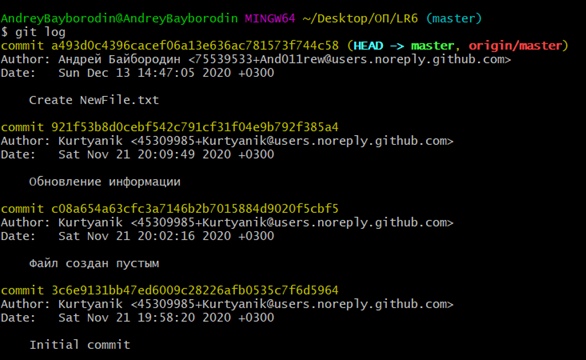 AndreyBayborodin@AndreyBayborodin MINGW64 ~/Desktop/ОП/LR6 (master)
$ git log
commit a493d0c4396cacef06a13e636ac781573f744c58 (HEAD -> master, origin/master)
Author: Андрей Байбородин <75539533+And011rew@users.noreply.github.com>
Date:   Sun Dec 13 14:47:05 2020 +0300
Create NewFile.txt
commit 921f53b8d0cebf542c791cf31f04e9b792f385a4
Author: Kurtyanik <45309985+Kurtyanik@users.noreply.github.com>
Date:   Sat Nov 21 20:09:49 2020 +0300
Обновление информации
commit c08a654a63cfc3a7146b2b7015884d9020f5cbf5
Author: Kurtyanik <45309985+Kurtyanik@users.noreply.github.com>
Date:   Sat Nov 21 20:02:16 2020 +0300
Файл создан пустым
commit 3c6e9131bb47ed6009c28226afb0535c7f6d5964
Author: Kurtyanik <45309985+Kurtyanik@users.noreply.github.com>
Date:   Sat Nov 21 19:58:20 2020 +0300
Initial commit